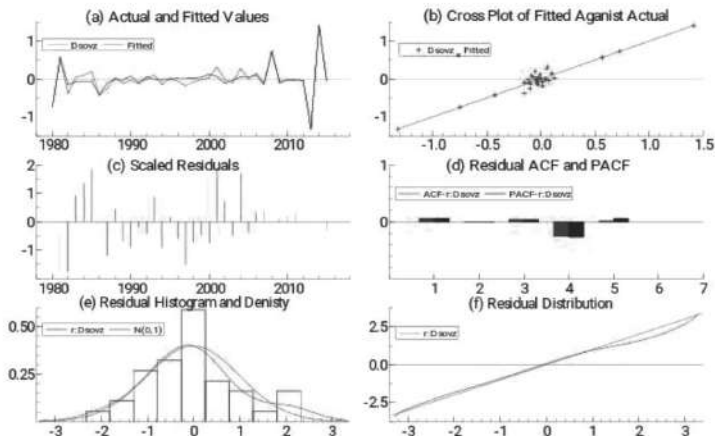 (a) Actual and Fitted Values
Dsovz Fitted
1
0
-1
1980 1990 2000 2010
(b) Cross Plot of Fitted Aganist Actual
Dsovz Fitted
1
0
-1
-1.0 -0.5 0.0 0.5 1.0 1.5
(c) Scaled Residuals
2
1
0
-1
1980 1990 2000 2010
(d) Residual ACF and PACF
ACF-r:Dsovz PACF-r:Dsovz
1
0
1 2 3 4 5 6 7
(e) Residual Histogram and Denisty
r:Dsovz N(0,1)
0.50
0.25
-3 -2 -1 0 1 2 3
(f) Residual Distribution
r:Dsovz
2.5
0.0
-2.5
-3 -2 -1 0 1 2 3